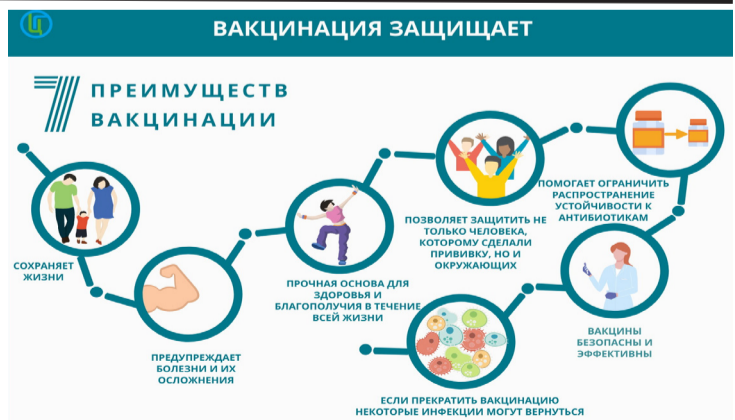 ВАКЦИНАЦИЯ ЗАЩИЩАЕТ
7 ПРЕИМУЩЕСТВ
ВАКЦИНАЦИИ
СОХРАНЯЕТ
ЖИЗНИ
ПРЕДУПРЕЖДАЕТ
БОЛЕЗНИ И ИХ
ОСЛОЖНЕНИЯ
ПРОЧНАЯ ОСНОВА ДЛЯ
ЗДОРОВЬЯ И
БЛАГОПОЛУЧИЯ В ТЕЧЕНИЕ
ВСЕЙ ЖИЗНИ
ПОЗВОЛЯЕТ ЗАЩИТИТЬ НЕ
ТОЛЬКО ЧЕЛОВЕКА,
КОТОРОМУ СДЕЛАЛИ
ПРИВИВКУ, НО И
ОКРУЖАЮЩИХ
ПОМОГАЕТ ОГРАНИЧИТЬ
РАСПРОСТРАНЕНИЕ
УСТОЙЧИВОСТИ К
АНТИБИОТИКАМ
ВАКЦИНЫ
БЕЗОПАСНЫ И
ЭФФЕКТИВНЫ
ЕСЛИ ПРЕКРАТИТЬ ВАКЦИНАЦИЮ
НЕКОТОРЫЕ ИНФЕКЦИИ МОГУТ ВЕРНУТЬСЯ